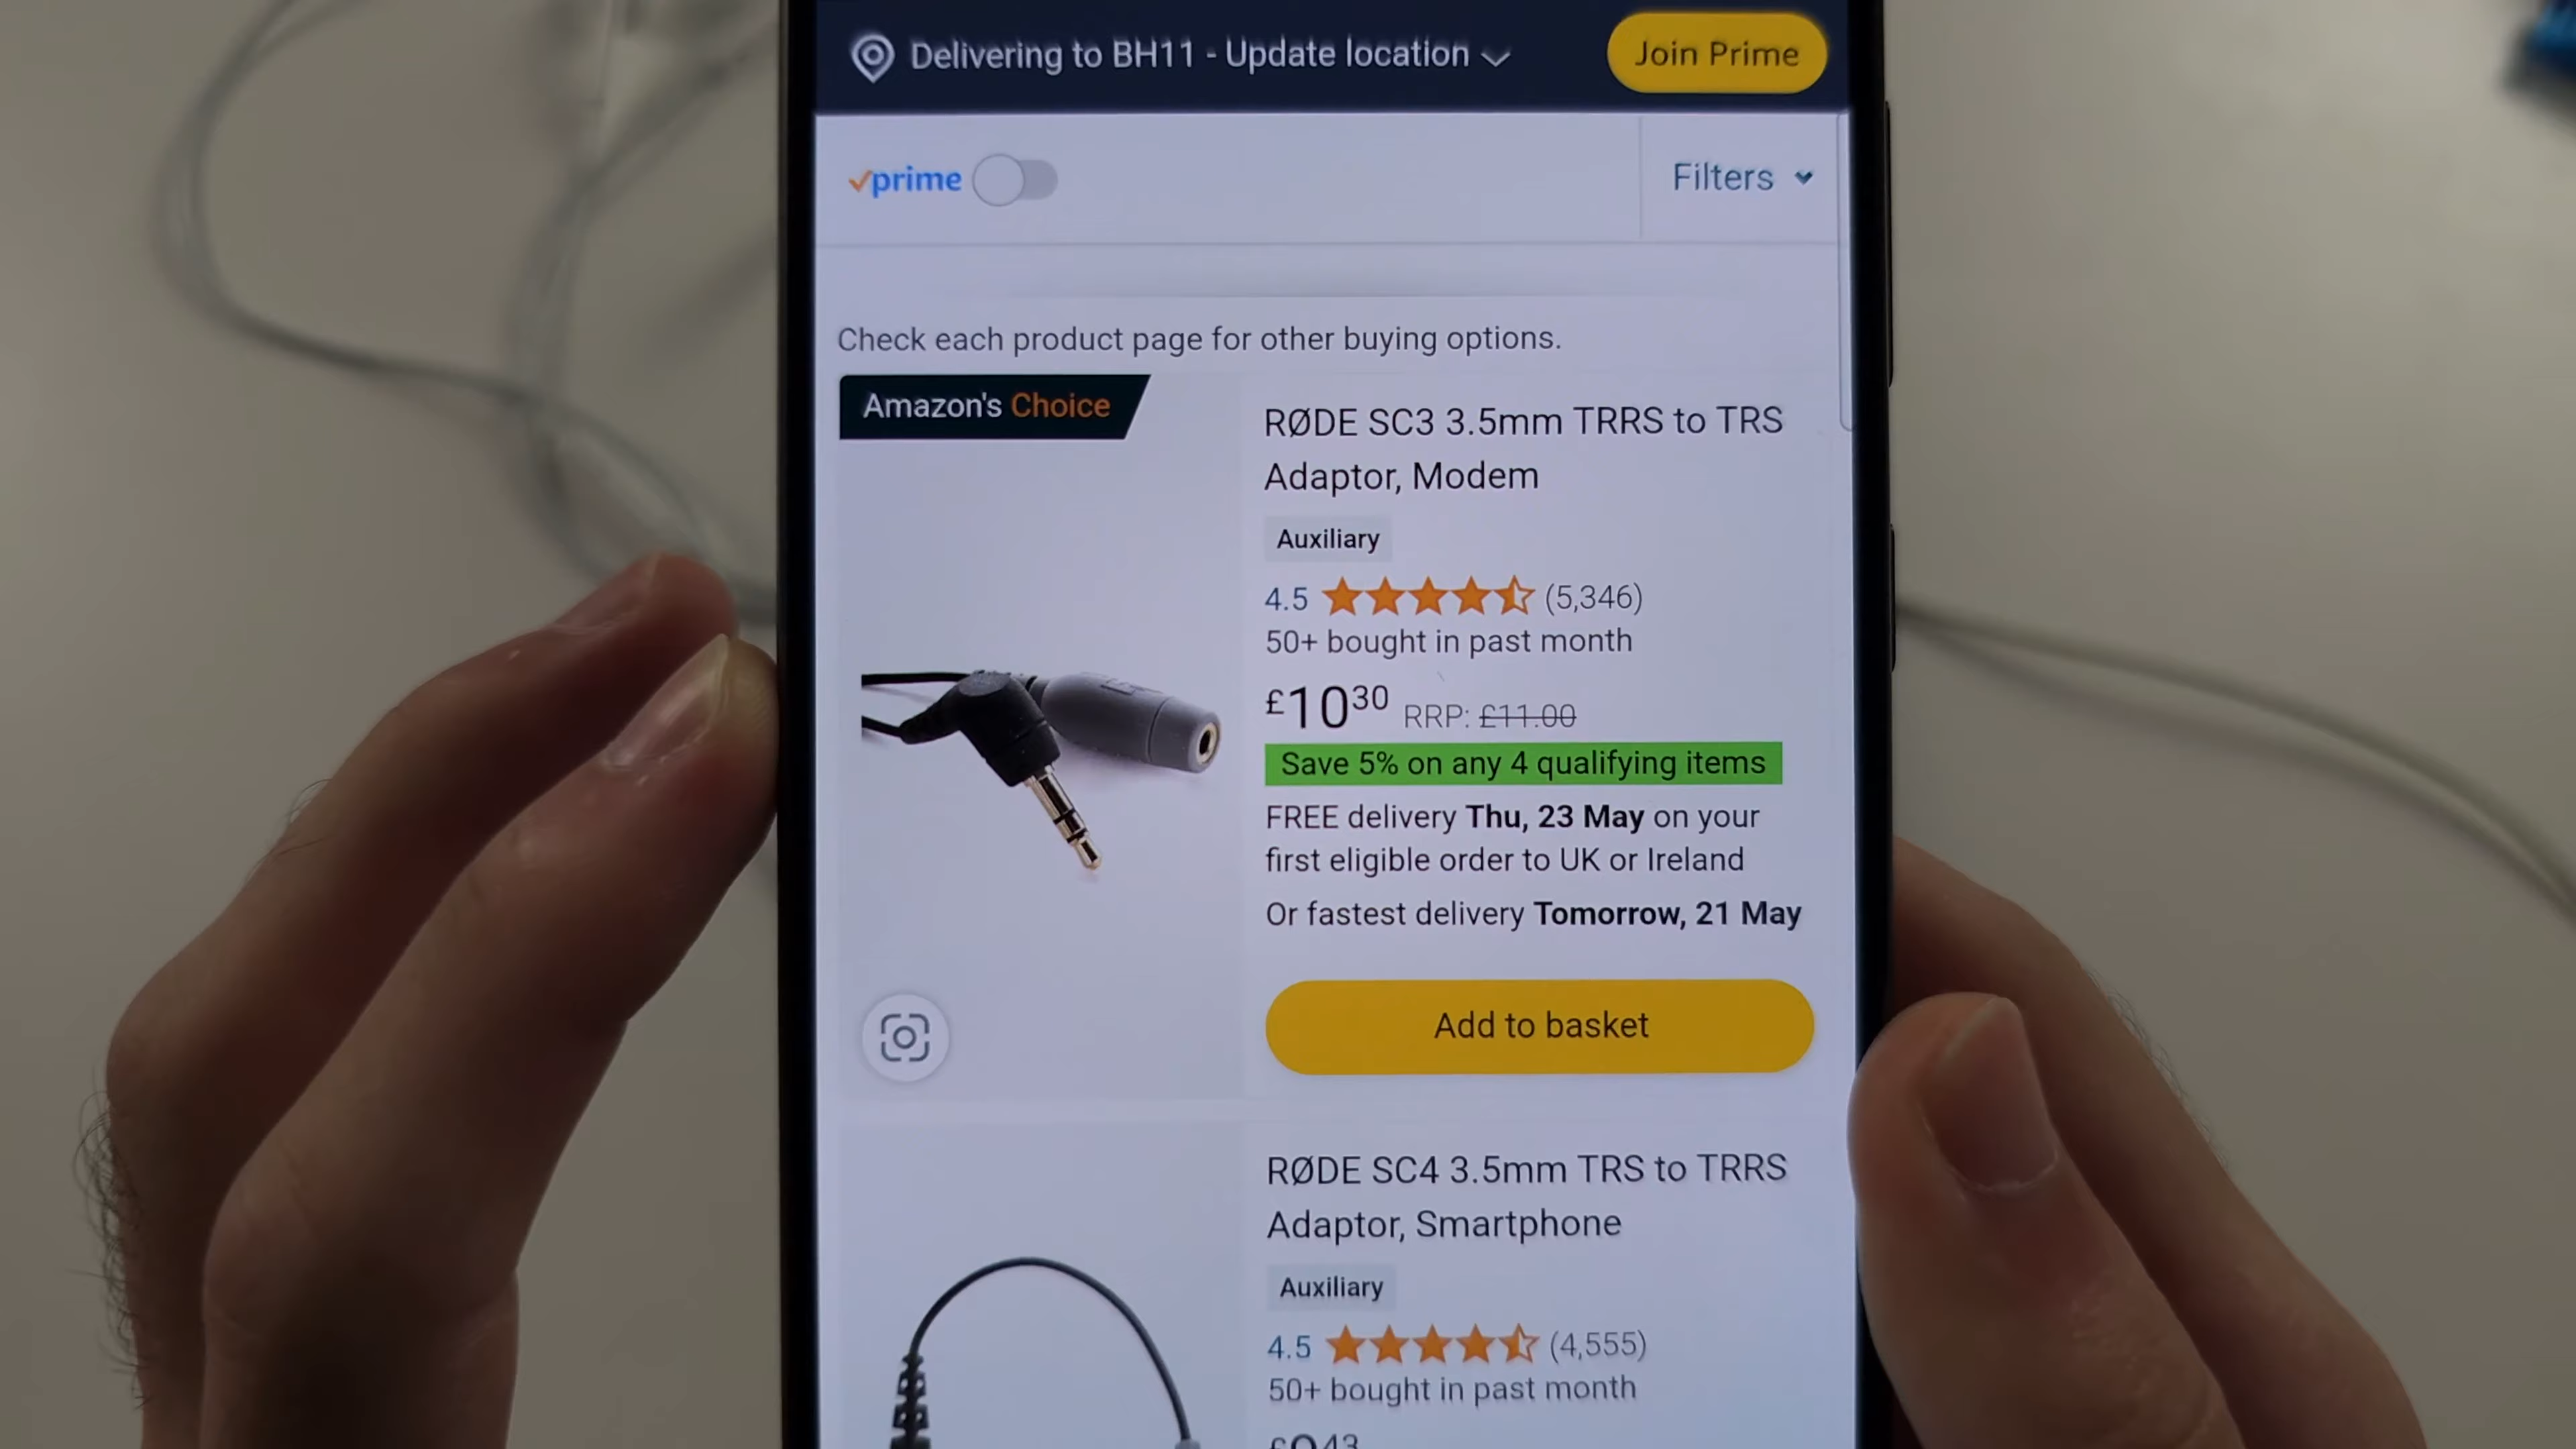 Delivering to BH11 - Update location
Join Prime
prime
Filters
Check each product page for other buying options.
Amazon's Choice
RØDE SC3 3.5mm TRRS to TRS
Adaptor, Modem
Auxiliary
4.5 (5,346)
50+ bought in past month
£1030 RRP: £11.00
Save 5% on any 4 qualifying items
FREE delivery Thu, 23 May on your
first eligible order to UK or Ireland
Or fastest delivery Tomorrow, 21 May
Add to basket
RØDE SC4 3.5mm TRS to TRRS
Adaptor, Smartphone
Auxiliary
4.5 (4,555)
50+ bought in past month